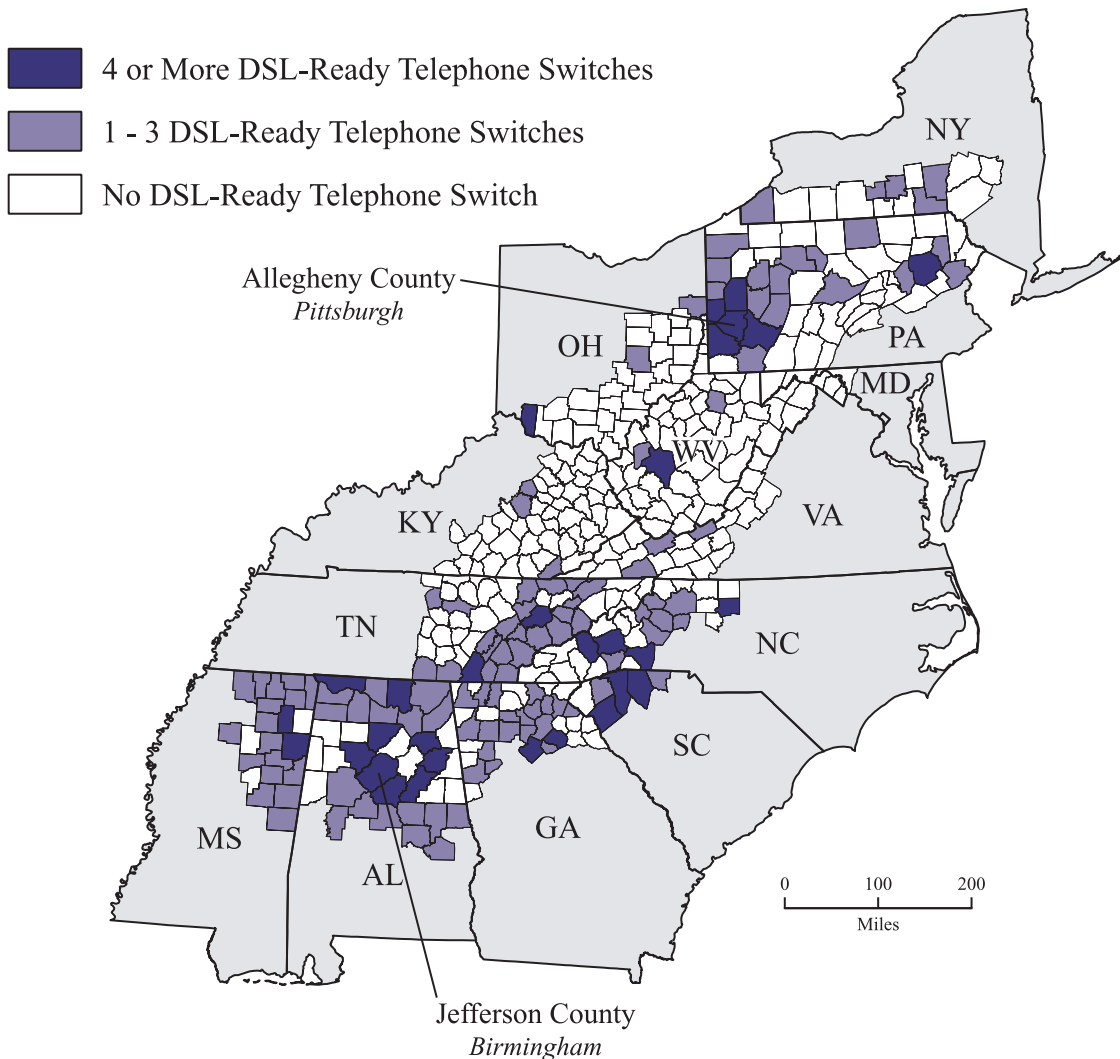 4 or More DSL-Ready Telephone Switches
1 - 3 DSL-Ready Telephone Switches
No DSL-Ready Telephone Switch
NY
Allegheny County
Pittsburgh
OH
PA
MD
WV
KY
VA
TN
NC
SC
MS
AL
GA
0 100 200
Miles
Jefferson County
Birmingham